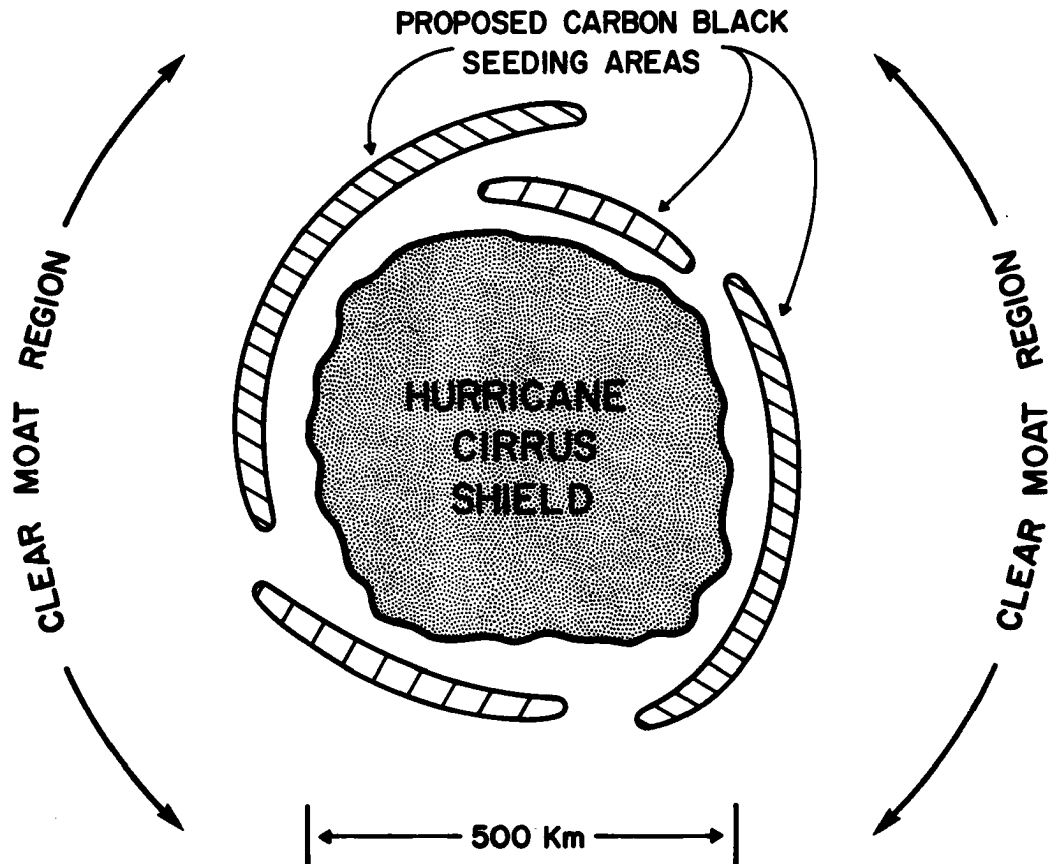 PROPOSED CARBON BLACK
SEEDING AREAS
CLEAR MOAT REGION
HURRICANE
CIRRUS
SHIELD
CLEAR MOAT REGION
500 Km